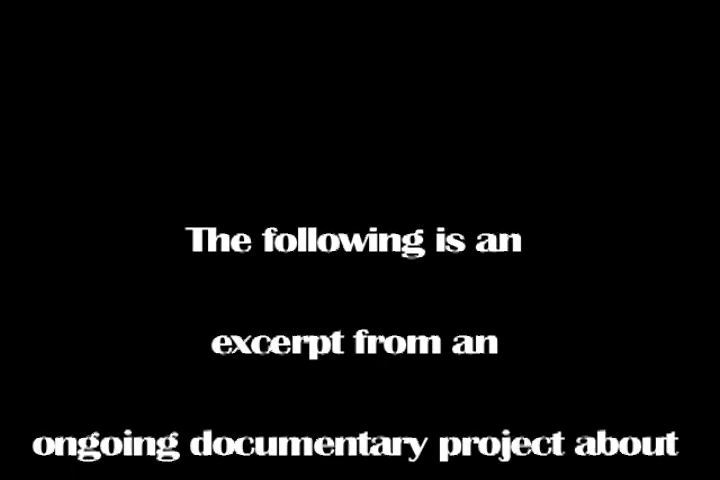 The following is an
excerpt from an
ongoing documentary project about